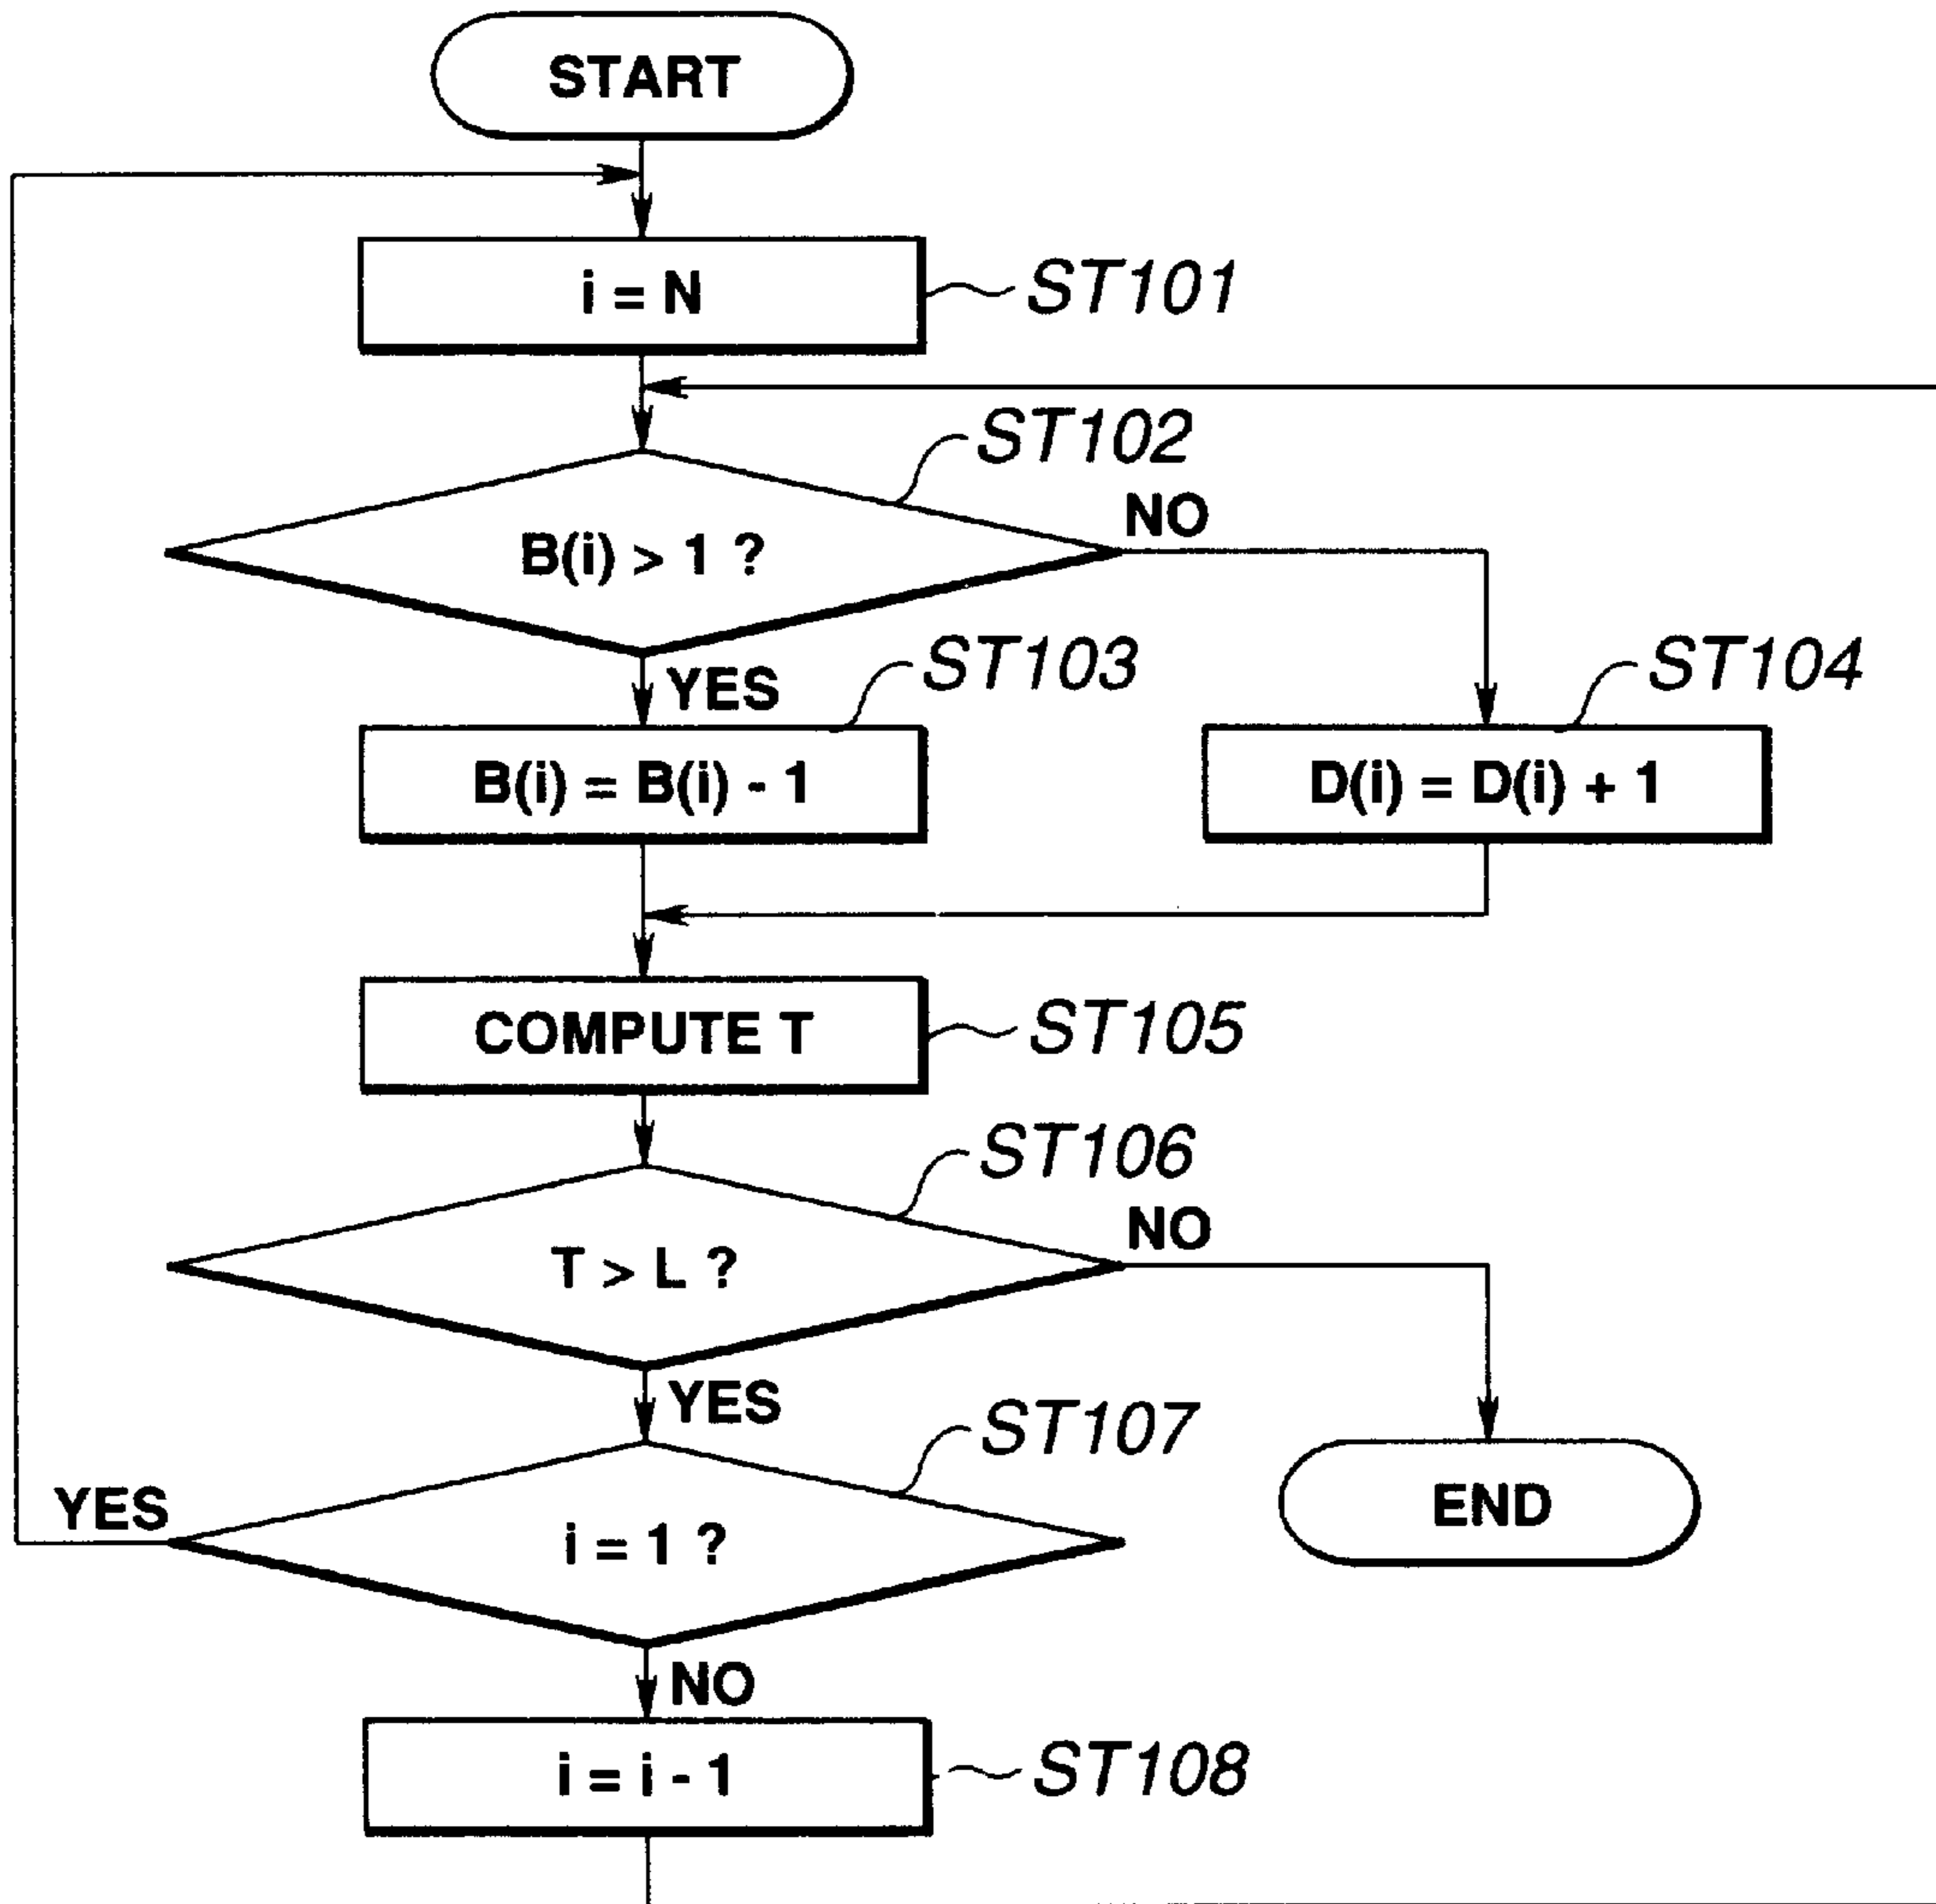 START
i = N
ST101
ST102
B(i) > 1 ?
NO
YES
ST103
ST104
B(i) = B(i) - 1
D(i) = D(i) + 1
COMPUTE T
ST105
ST106
T > L ?
NO
YES
ST107
YES
i = 1 ?
END
NO
i = i - 1
ST108